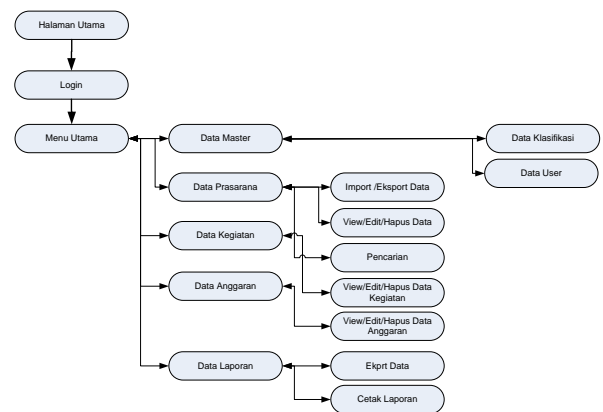 Halaman Utama
Login
Menu Utama
Data Master
Data Klasifikasi
Data User
Data Prasarana
Import /Eksport Data
View/Edit/Hapus Data
Pencarian
Data Kegiatan
View/Edit/Hapus Data
Kegiatan
Data Anggaran
View/Edit/Hapus Data
Anggaran
Data Laporan
Ekprt Data
Cetak Laporan